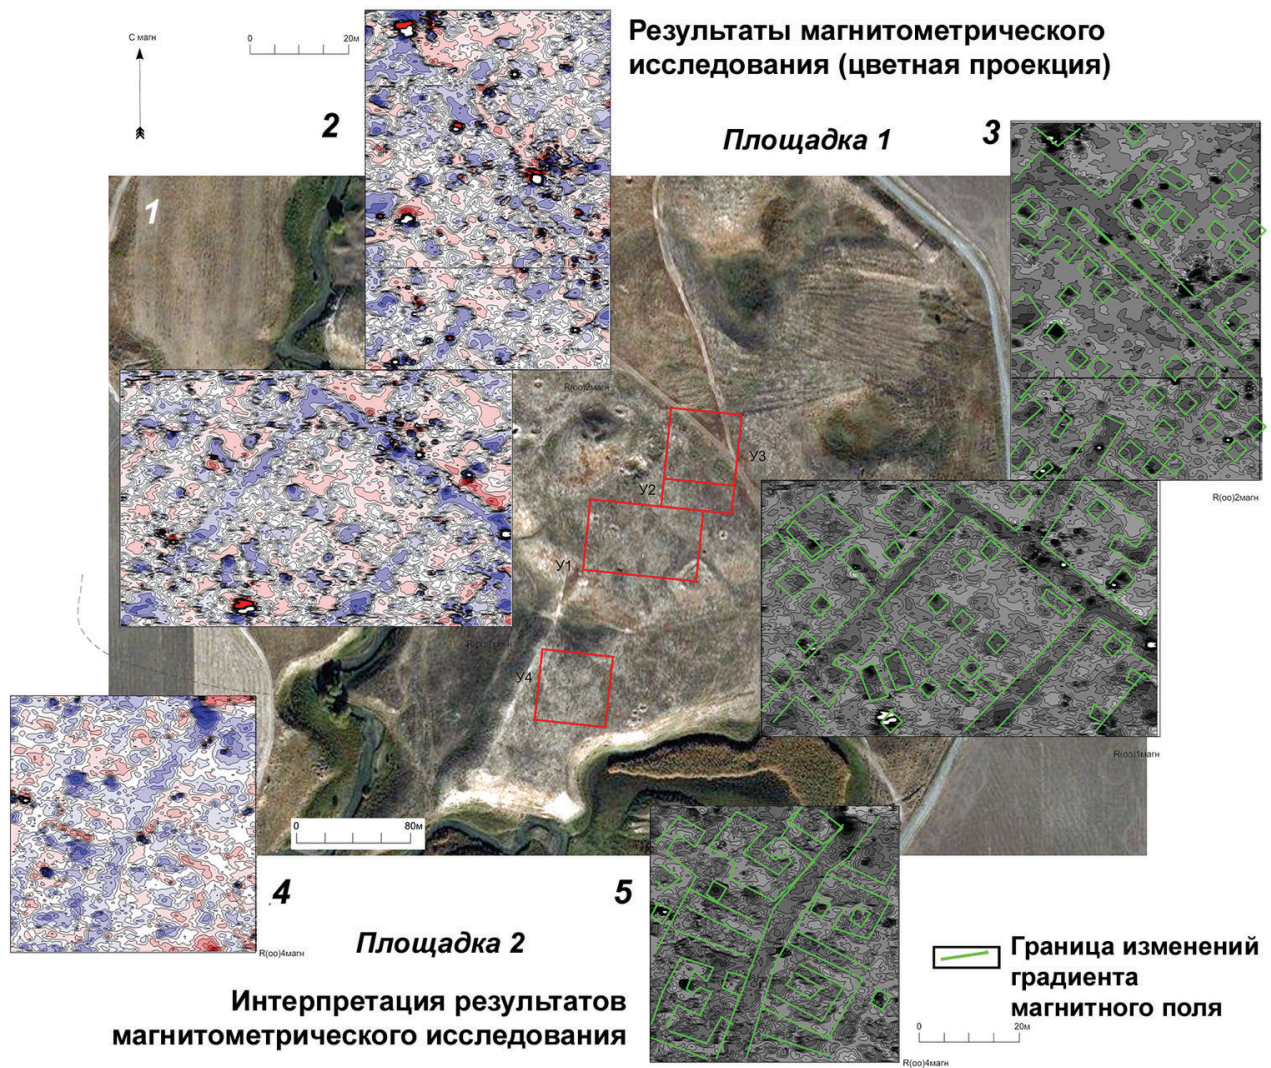 Результаты магнитометрического
исследования (цветная проекция)
С магн
0 20м
2
Площадка 1
3
1
R(oo)2магн
У3
У2
R(oo)2магн
У1
У4
R(oo)1магн
0 80м
4
5
Площадка 2
R(oo)4магн
Граница изменений
градиента
магнитного поля
Интерпретация результатов
магнитометрического исследования
0 20м
R(oo)4магн